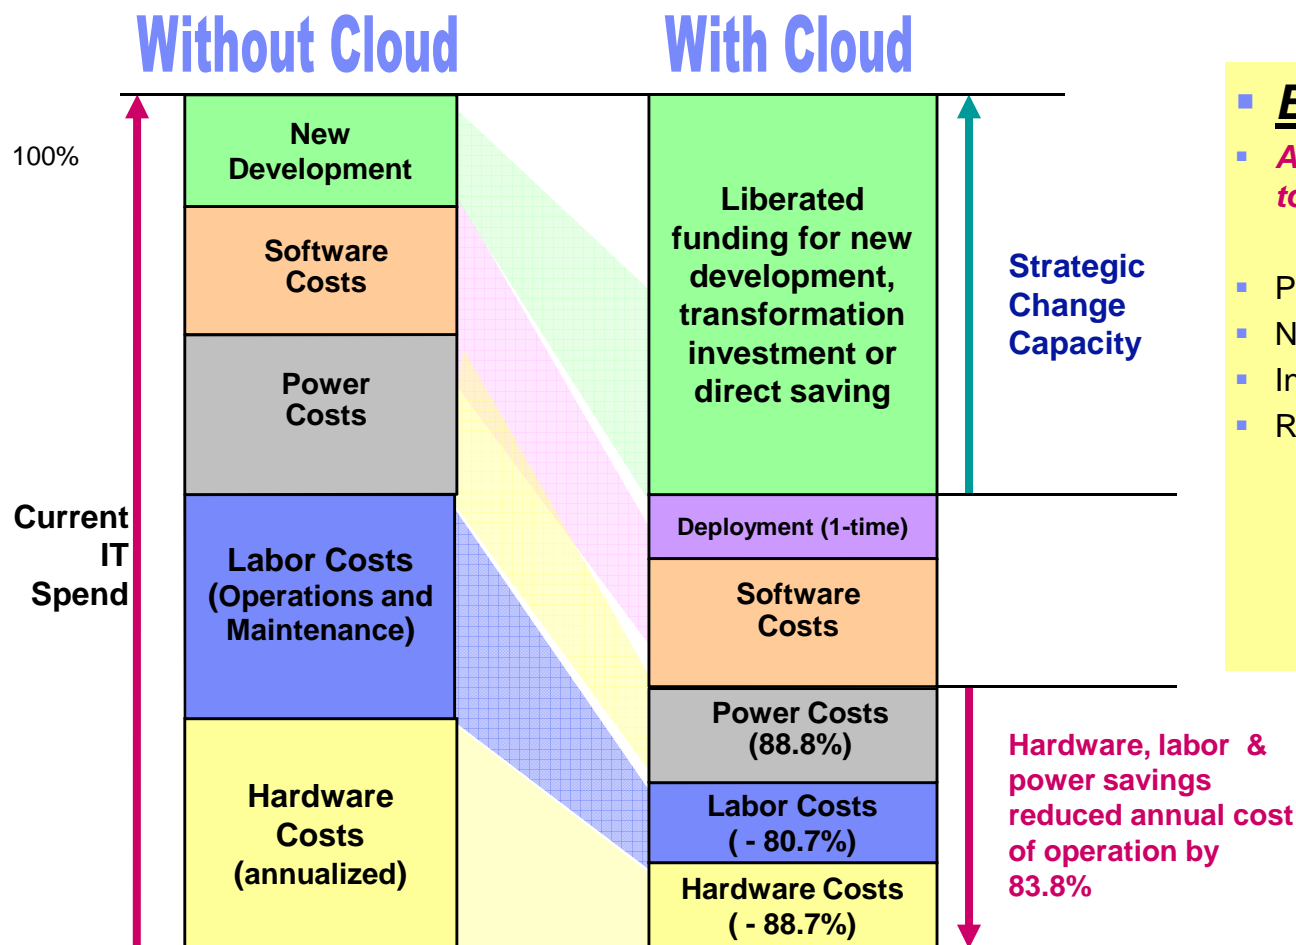 Without Cloud
With Cloud
100%
New
Development
Software
Costs
Power
Costs
Current
IT
Spend
Labor Costs
(Operations and
Maintenance)
Hardware
Costs
(annualized)
Liberated
funding for new
development,
transformation
investment or
direct saving
Deployment (1-time)
Software
Costs
Power Costs
(88.8%)
Labor Costs
( - 80.7%)
Hardware Costs
( - 88.7%)
Strategic
Change
Capacity
Hardware, labor &
power savings
reduced annual cost
of operation by
83.8%